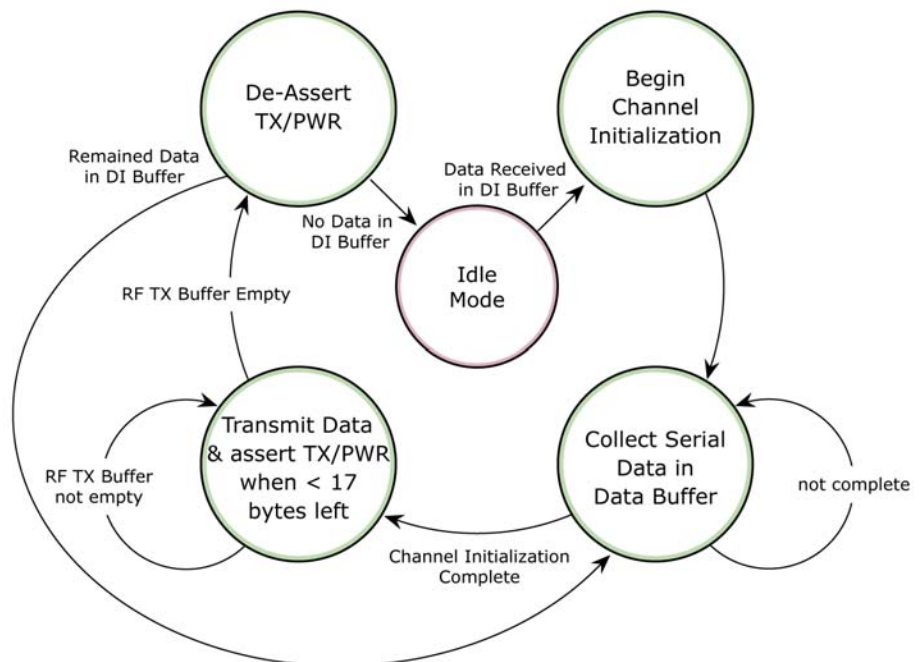 De-Assert
TX/PWR
Begin
Channel
Initialization
Remained Data
in DI Buffer
Data Received
in DI Buffer
No Data in
DI Buffer
Idle
Mode
RF TX Buffer Empty
Transmit Data
& assert TX/PWR
when < 17
bytes left
Collect Serial
Data in
Data Buffer
RF TX Buffer
not empty
not complete
Channel Initialization
Complete